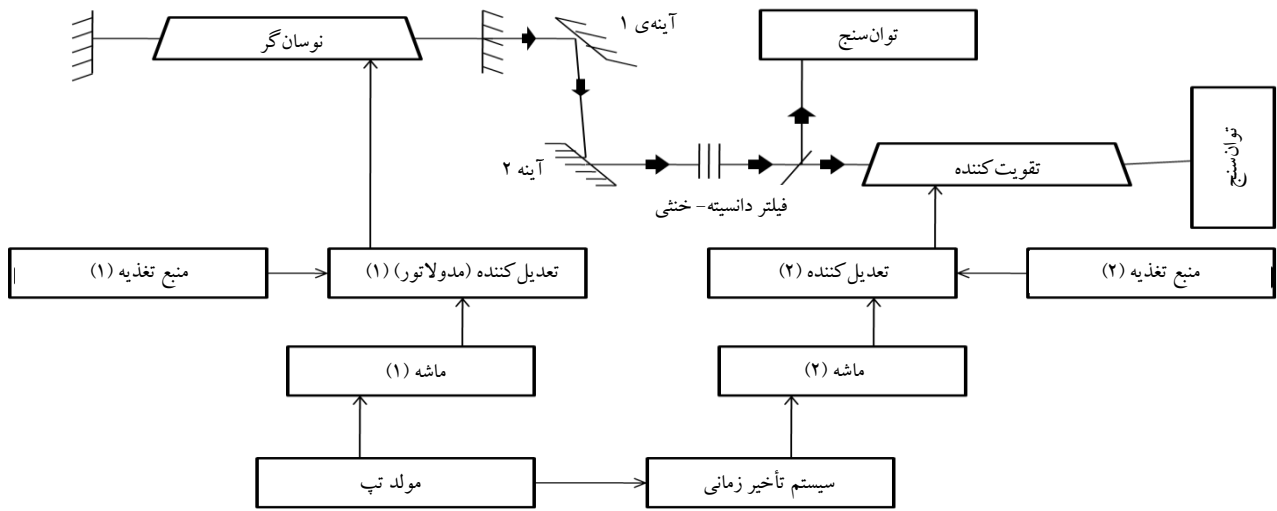 آینه‌ی ۱
نوسان‌گر
توان‌سنج
توان‌سنج
آینه ۲
تقویت‌کننده
فیلتر دانسیته- خنثی
منبع تغذیه (۱)
تعدیل‌کننده (مدولاتور) (۱)
تعدیل‌کننده (۲)
منبع تغذیه (۲)
ماشه (۱)
ماشه (۲)
مولد تپ
سیستم تأخیر زمانی